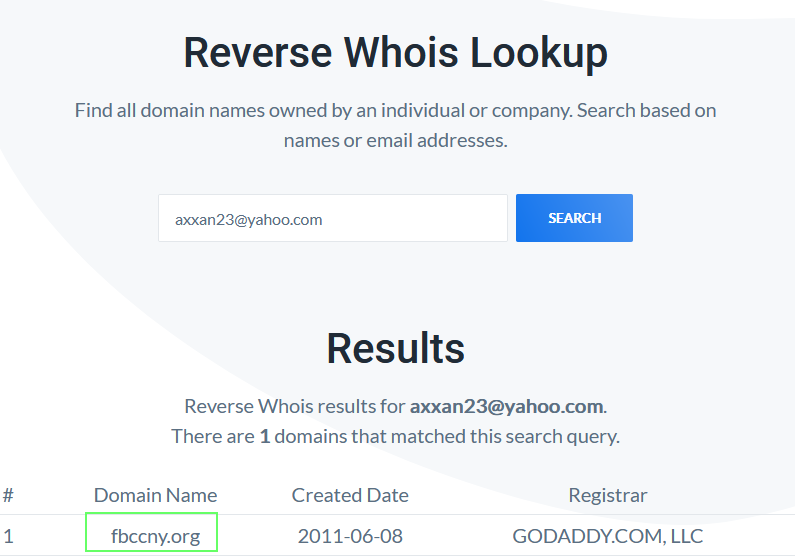 Reverse Whois Lookup
Find all domain names owned by an individual or company. Search based on
names or email addresses.
axxan23@yahoo.com SEARCH
Results
Reverse Whois results for axxan23@yahoo.com.
There are 1 domains that matched this search query.
# Domain Name Created Date Registrar
1 fbccny.org 2011-06-08 GODADDY.COM, LLC